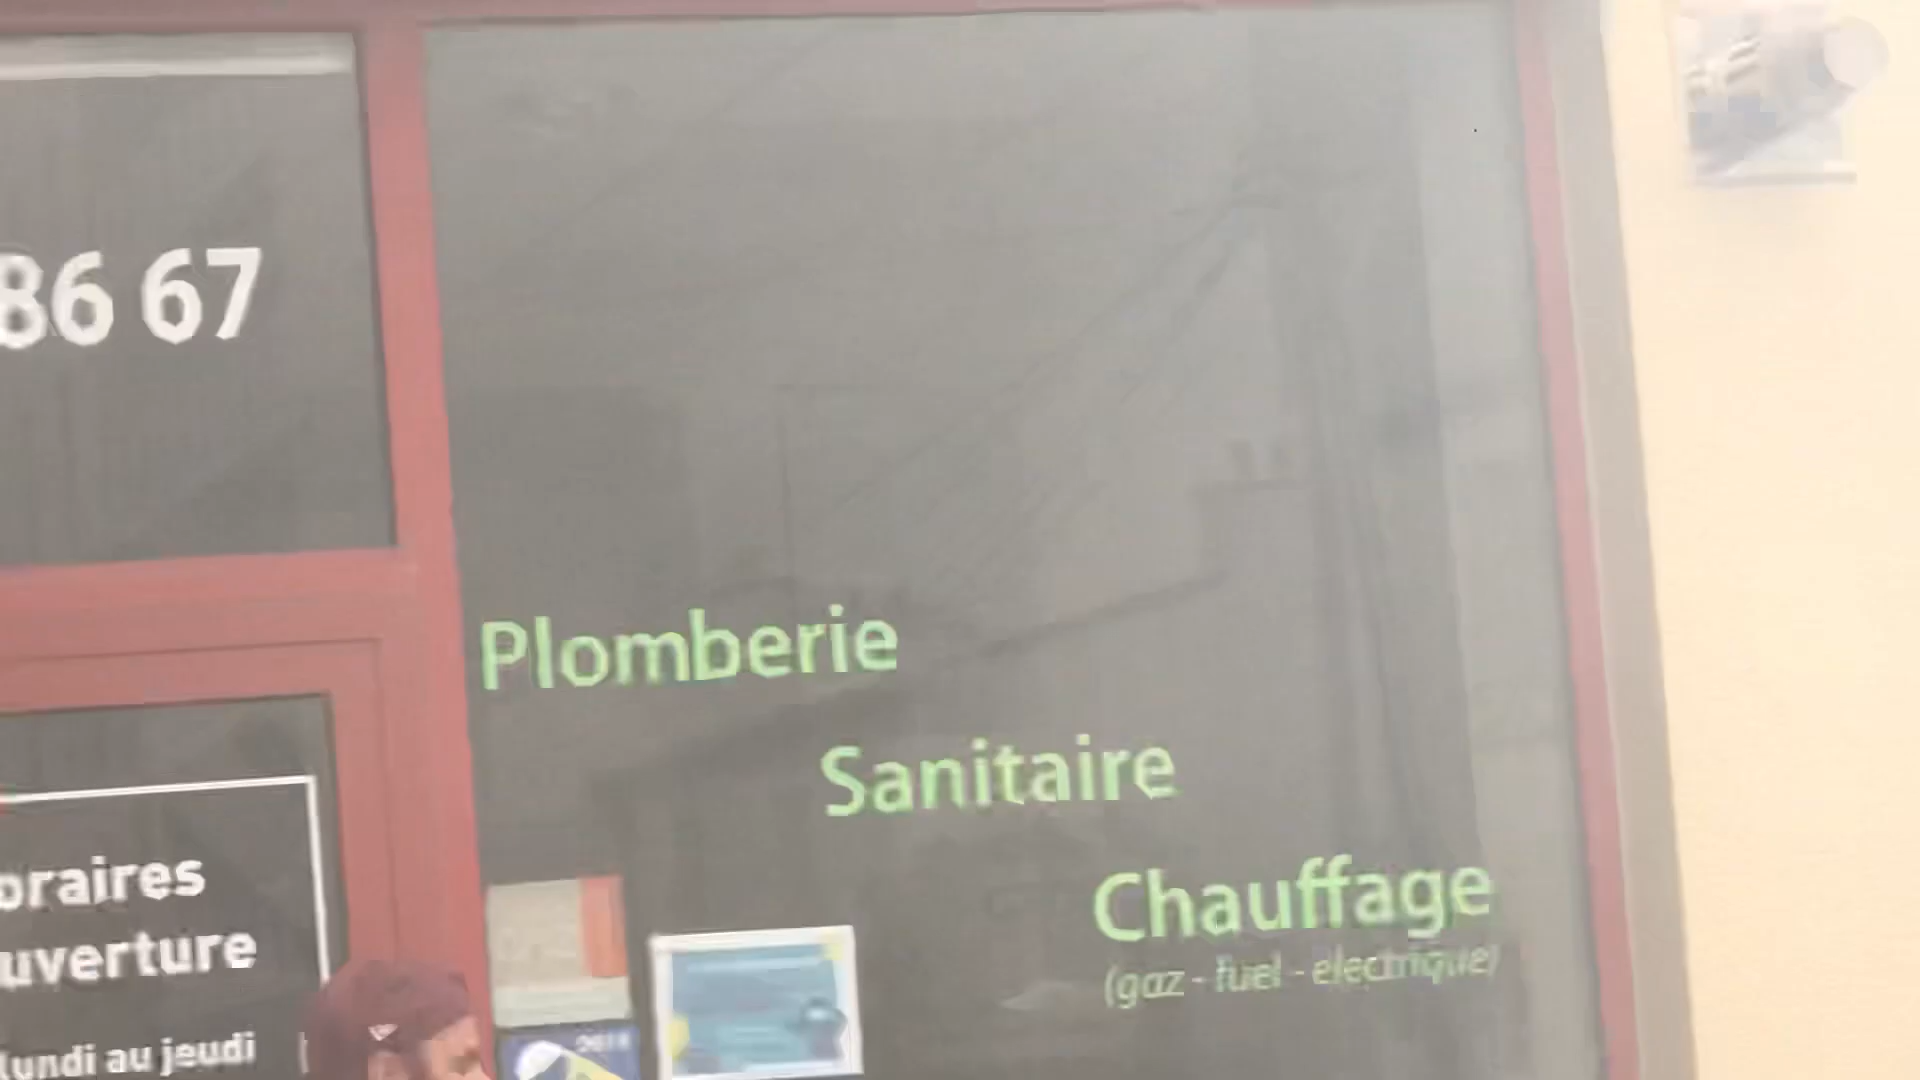 86 67
Plomberie
Sanitaire
Chauffage
(gaz - fuel - electrique)
oraires
uverture
lundi au jeudi